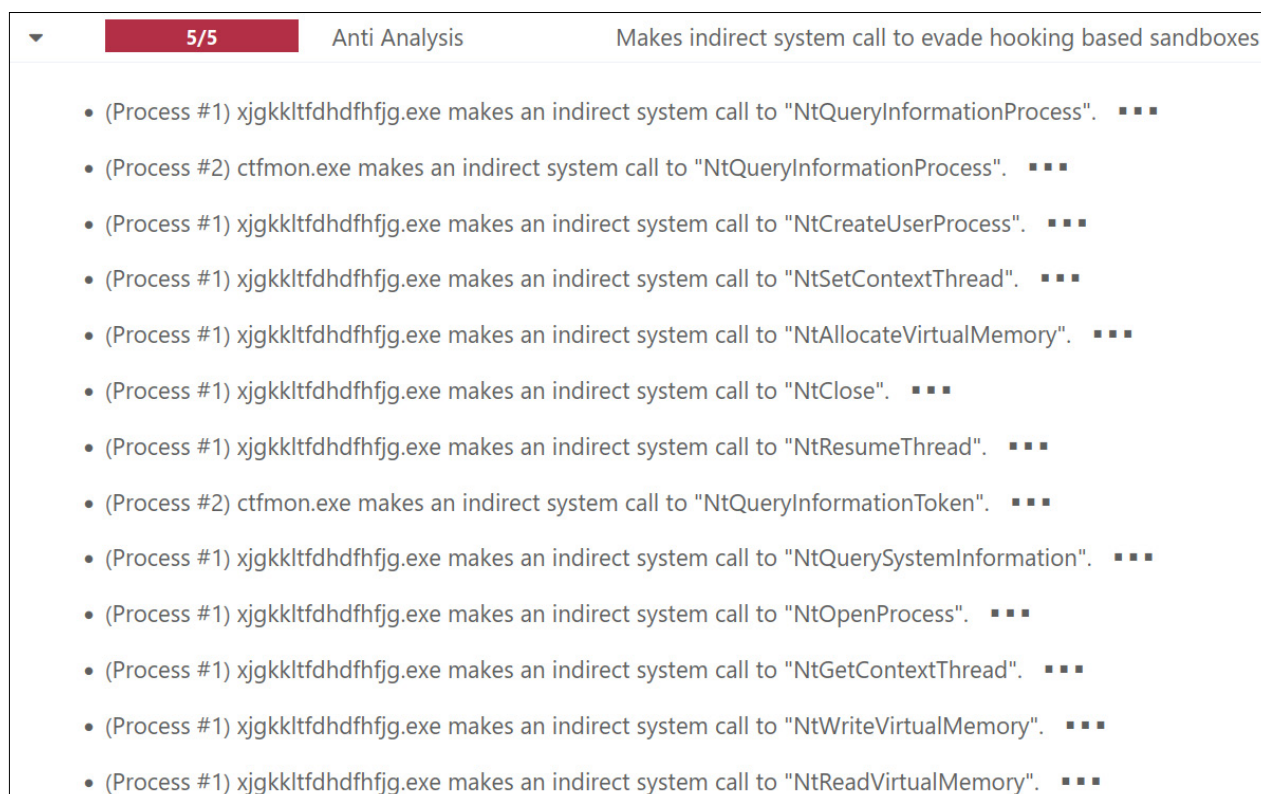 5/5 Anti Analysis Makes indirect system call to evade hooking based sandboxes
• (Process #1) xjgkkltfdhdfhfjg.exe makes an indirect system call to "NtQueryInformationProcess".
• (Process #2) ctfmon.exe makes an indirect system call to "NtQueryInformationProcess".
• (Process #1) xjgkkltfdhdfhfjg.exe makes an indirect system call to "NtCreateUserProcess".
• (Process #1) xjgkkltfdhdfhfjg.exe makes an indirect system call to "NtSetContextThread".
• (Process #1) xjgkkltfdhdfhfjg.exe makes an indirect system call to "NtAllocateVirtualMemory".
• (Process #1) xjgkkltfdhdfhfjg.exe makes an indirect system call to "NtClose".
• (Process #1) xjgkkltfdhdfhfjg.exe makes an indirect system call to "NtResumeThread".
• (Process #2) ctfmon.exe makes an indirect system call to "NtQueryInformationToken".
• (Process #1) xjgkkltfdhdfhfjg.exe makes an indirect system call to "NtQuerySystemInformation".
• (Process #1) xjgkkltfdhdfhfjg.exe makes an indirect system call to "NtOpenProcess".
• (Process #1) xjgkkltfdhdfhfjg.exe makes an indirect system call to "NtGetContextThread".
• (Process #1) xjgkkltfdhdfhfjg.exe makes an indirect system call to "NtWriteVirtualMemory".
• (Process #1) xjgkkltfdhdfhfjg.exe makes an indirect system call to "NtReadVirtualMemory".